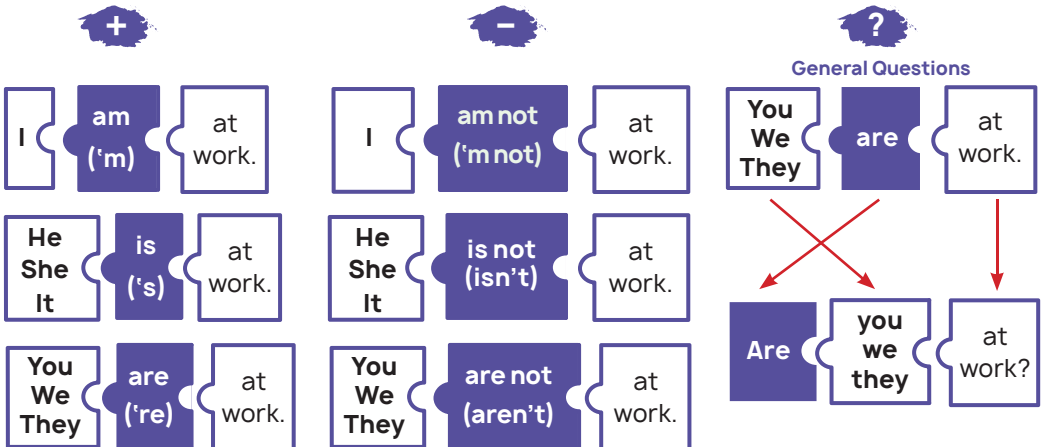 +
I
am
(‛m)
at
work.
He
She
It
is
(‛s)
at
work.
You
We
They
are
(‛re)
at
work.
−
I
am not
(‛m not)
at
work.
He
She
It
is not
(isn’t)
at
work.
You
We
They
are not
(aren’t)
at
work.
?
General Questions
You
We
They
are
at
work.
Are
you
we
they
at
work?